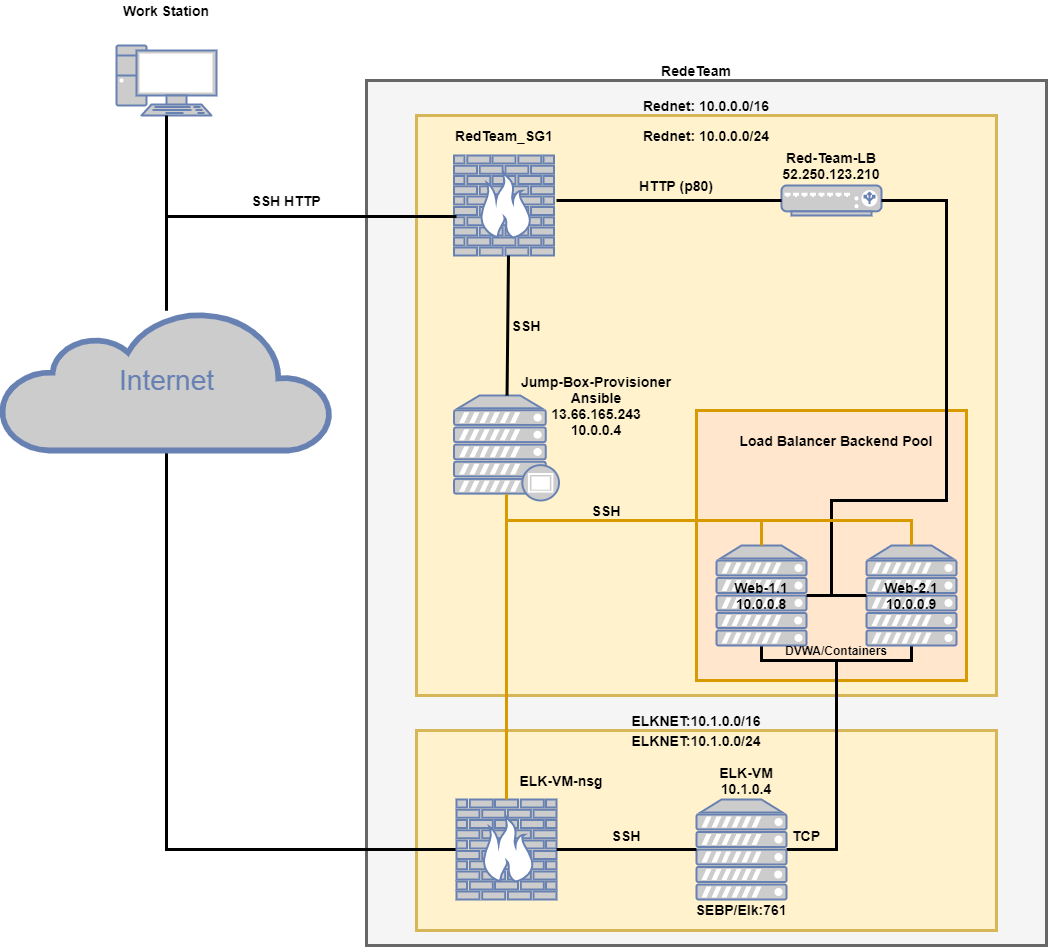 Work Station
RedeTeam
Rednet: 10.0.0.0/16
RedTeam_SG1
Rednet: 10.0.0.0/24
Red-Team-LB
52.250.123.210
HTTP (p80)
SSH HTTP
SSH
Internet
Jump-Box-Provisioner
Ansible
13.66.165.243
10.0.0.4
Load Balancer Backend Pool
SSH
Web-1.1
10.0.0.8
Web-2.1
10.0.0.9
DVWA/Containers
ELKNET:10.1.0.0/16
ELKNET:10.1.0.0/24
ELK-VM-nsg
ELK-VM
10.1.0.4
SSH
TCP
SEBP/Elk:761